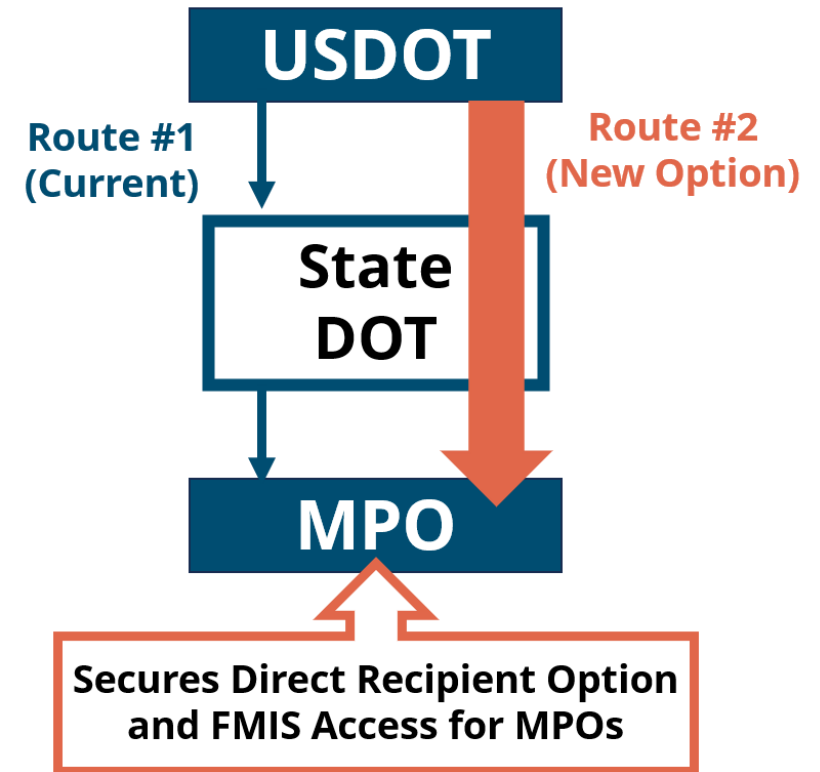 USDOT
Route #1
(Current)
Route #2
(New Option)
State
DOT
MPO
Secures Direct Recipient Option
and FMIS Access for MPOs